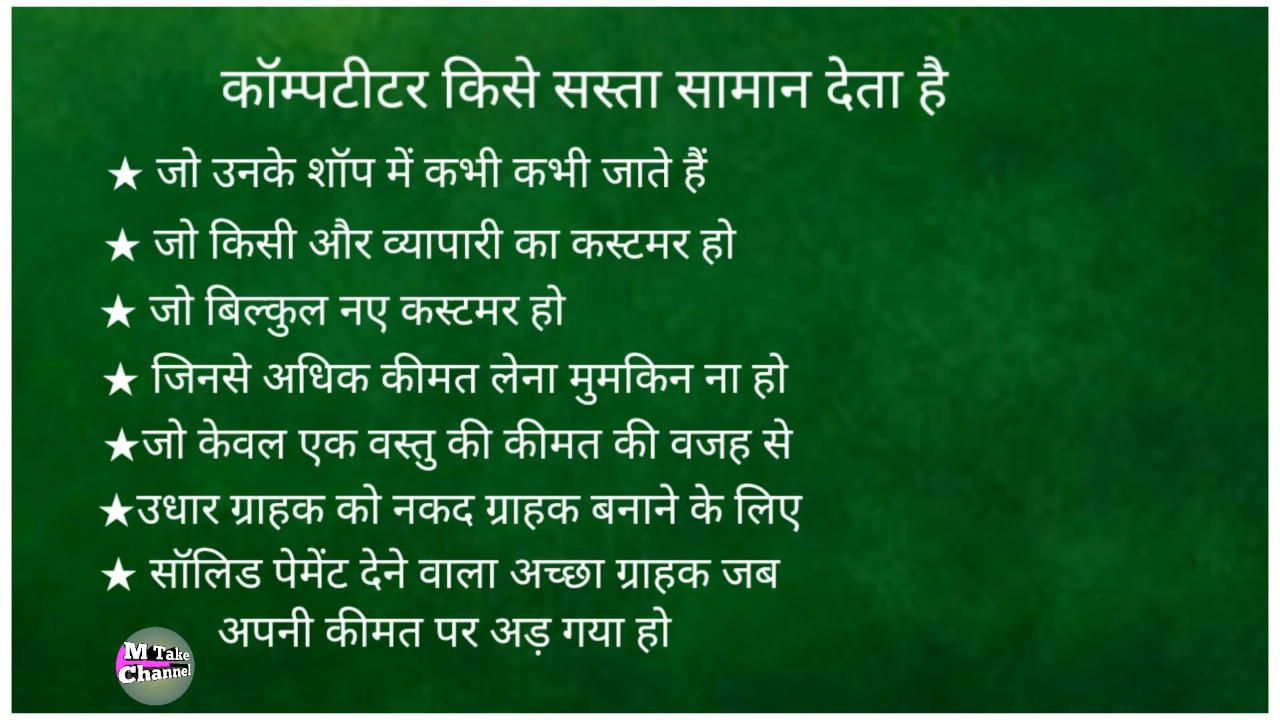 कॉम्पटीटर किसे सस्ता सामान देता है
★ जो उनके शॉप में कभी कभी जाते हैं
★ जो किसी और व्यापारी का कस्टमर हो
★ जो बिल्कुल नए कस्टमर हो
★ जिनसे अधिक कीमत लेना मुमकिन ना हो
★जो केवल एक वस्तु की कीमत की वजह से
★उधार ग्राहक को नकद ग्राहक बनाने के लिए
★ सॉलिड पेमेंट देने वाला अच्छा ग्राहक जब
अपनी कीमत पर अड़ गया हो
M Take
Channel